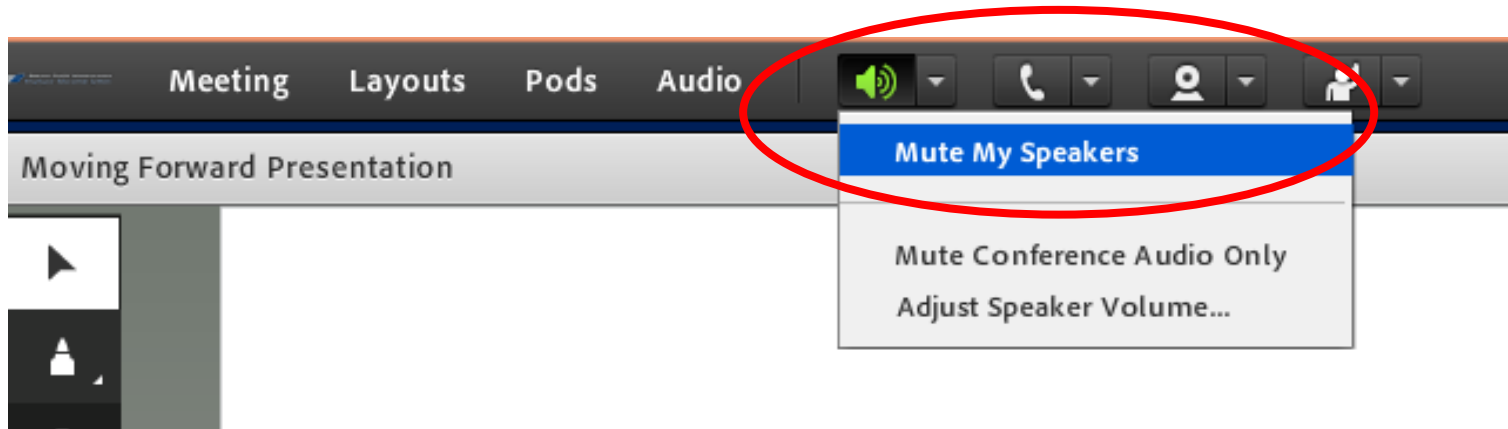 Meeting Layouts Pods Audio
Moving Forward Presentation
Mute My Speakers
Mute Conference Audio Only
Adjust Speaker Volume...